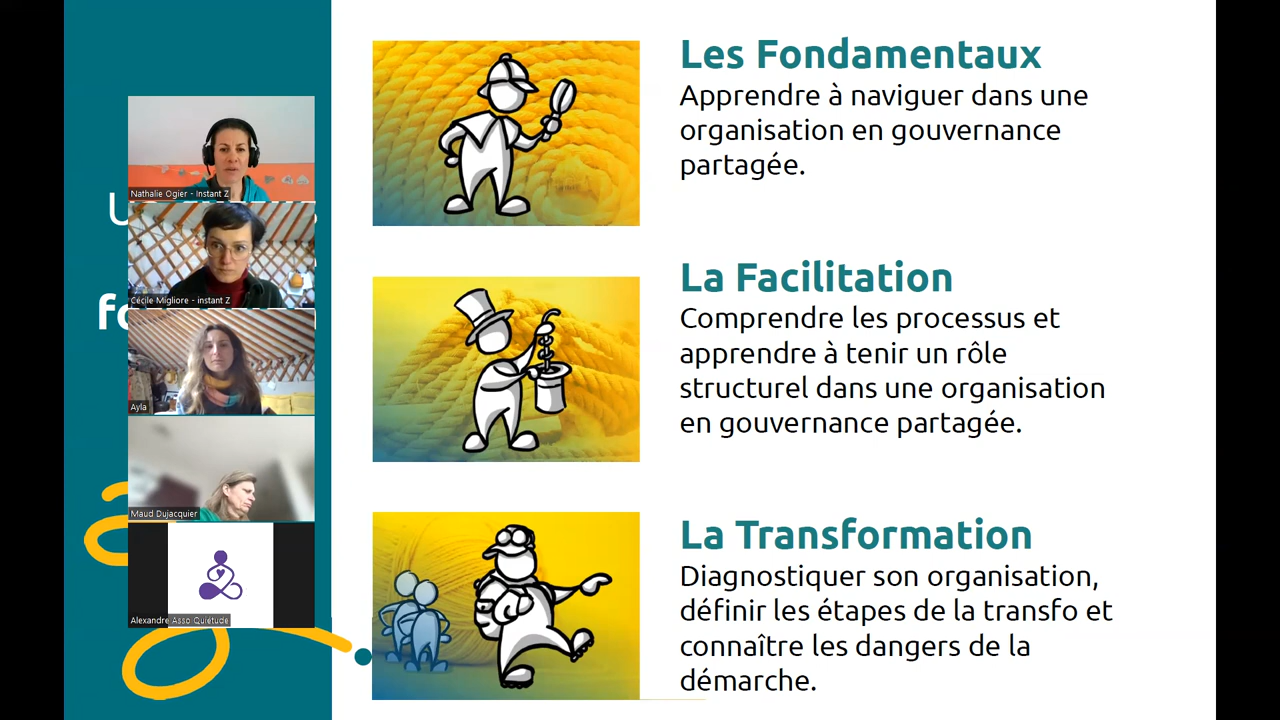 Les Fondamentaux
Apprendre à naviguer dans une
organisation en gouvernance
partagée.
La Facilitation
Comprendre les processus et
apprendre à tenir un rôle
structurel dans une organisation
en gouvernance partagée.
La Transformation
Diagnostiquer son organisation,
définir les étapes de la transfo et
connaître les dangers de la
démarche.
Nathalie Ogier - Instant Z
Cécile Migliore - instant Z
Ayla
Maud Dujacquier
Alexandre Asso Quiétude